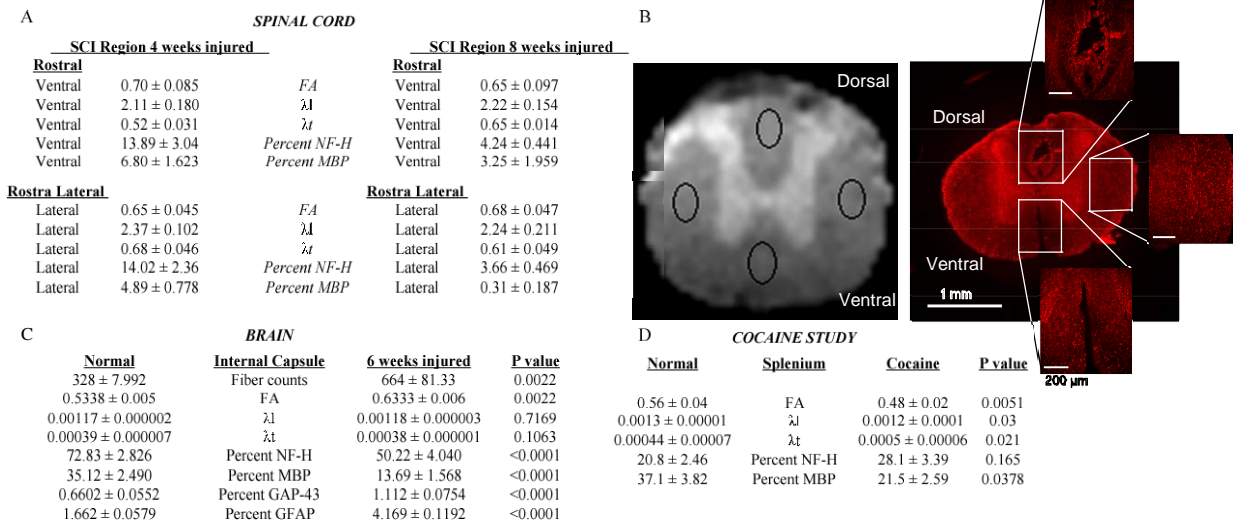 A
SPINAL CORD
SCI Region 4 weeks injured SCI Region 8 weeks injured
Rostral Rostral
Ventral 0.70 ± 0.085 FA Ventral 0.65 ± 0.097
Ventral 2.11 ± 0.180 λl Ventral 2.22 ± 0.154
Ventral 0.52 ± 0.031 λt Ventral 0.65 ± 0.014
Ventral 13.89 ± 3.04 Percent NF-H Ventral 4.24 ± 0.441
Ventral 6.80 ± 1.623 Percent MBP Ventral 3.25 ± 1.959
Rostra Lateral Rostra Lateral
Lateral 0.65 ± 0.045 FA Lateral 0.68 ± 0.047
Lateral 2.37 ± 0.102 λl Lateral 2.24 ± 0.211
Lateral 0.68 ± 0.046 λt Lateral 0.61 ± 0.049
Lateral 14.02 ± 2.36 Percent NF-H Lateral 3.66 ± 0.469
Lateral 4.89 ± 0.778 Percent MBP Lateral 0.31 ± 0.187
B
Dorsal
Ventral
Dorsal
Ventral
1 mm
200 µm
C
BRAIN
Normal Internal Capsule 6 weeks injured P value
328 ± 7.992 Fiber counts 664 ± 81.33 0.0022
0.5338 ± 0.005 FA 0.6333 ± 0.006 0.0022
0.00117 ± 0.000002 λl 0.00118 ± 0.000003 0.7169
0.00039 ± 0.000007 λt 0.00038 ± 0.000001 0.1063
72.83 ± 2.826 Percent NF-H 50.22 ± 4.040 <0.0001
35.12 ± 2.490 Percent MBP 13.69 ± 1.568 <0.0001
0.6602 ± 0.0552 Percent GAP-43 1.112 ± 0.0754 <0.0001
1.662 ± 0.0579 Percent GFAP 4.169 ± 0.1192 <0.0001
D
COCAINE STUDY
Normal Splenium Cocaine P value
0.56 ± 0.04 FA 0.48 ± 0.02 0.0051
0.0013 ± 0.00001 λl 0.0012 ± 0.0001 0.03
0.00044 ± 0.00007 λt 0.0005 ± 0.00006 0.021
20.8 ± 2.46 Percent NF-H 28.1 ± 3.39 0.165
37.1 ± 3.82 Percent MBP 21.5 ± 2.59 0.0378